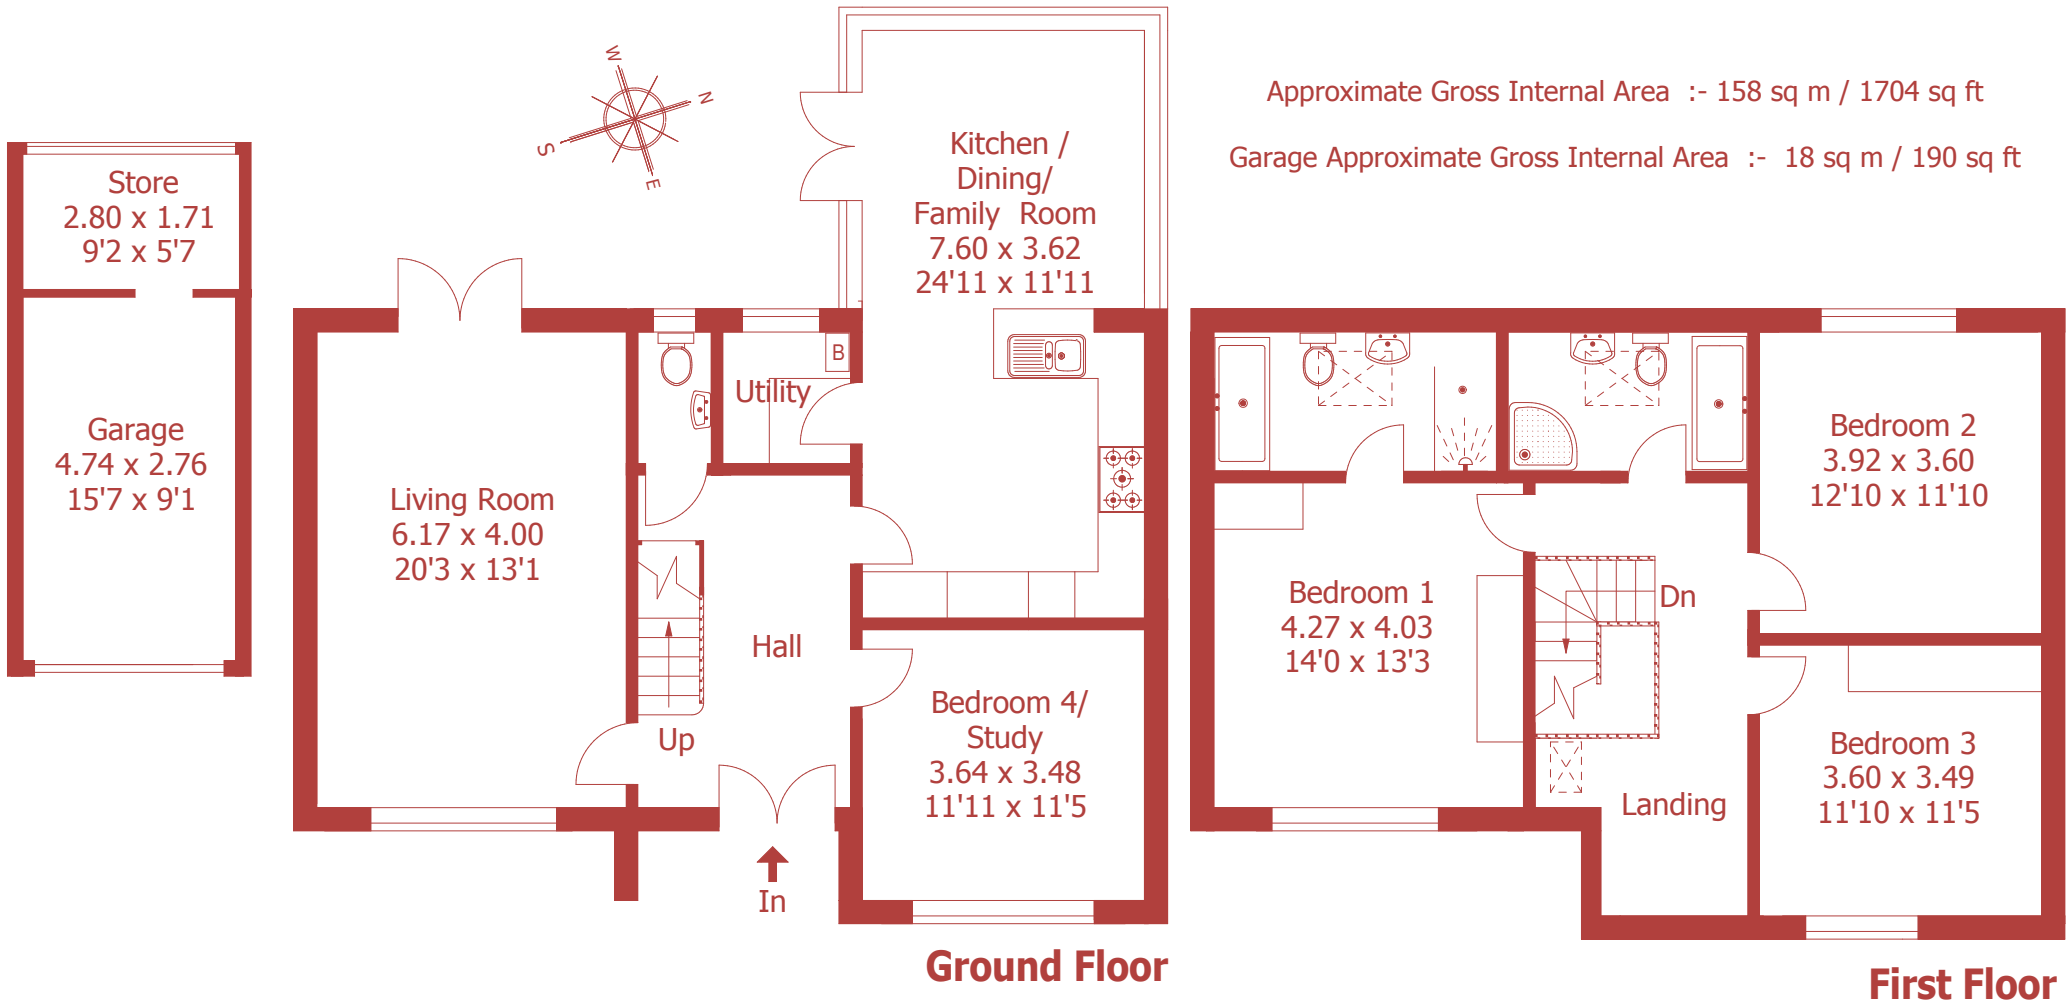 Approximate Gross Internal Area :- 158 sq m / 1704 sq ft
Garage Approximate Gross Internal Area :- 18 sq m / 190 sq ft
W
N
S
E
Store
2.80 x 1.71
9'2 x 5'7
Garage
4.74 x 2.76
15'7 x 9'1
Kitchen /
Dining/
Family Room
7.60 x 3.62
24'11 x 11'11
B
Utility
Living Room
6.17 x 4.00
20'3 x 13'1
Hall
Up
Bedroom 4/
Study
3.64 x 3.48
11'11 x 11'5
In
Ground Floor
Bedroom 2
3.92 x 3.60
12'10 x 11'10
Bedroom 1
4.27 x 4.03
14'0 x 13'3
Dn
Bedroom 3
3.60 x 3.49
11'10 x 11'5
Landing
First Floor